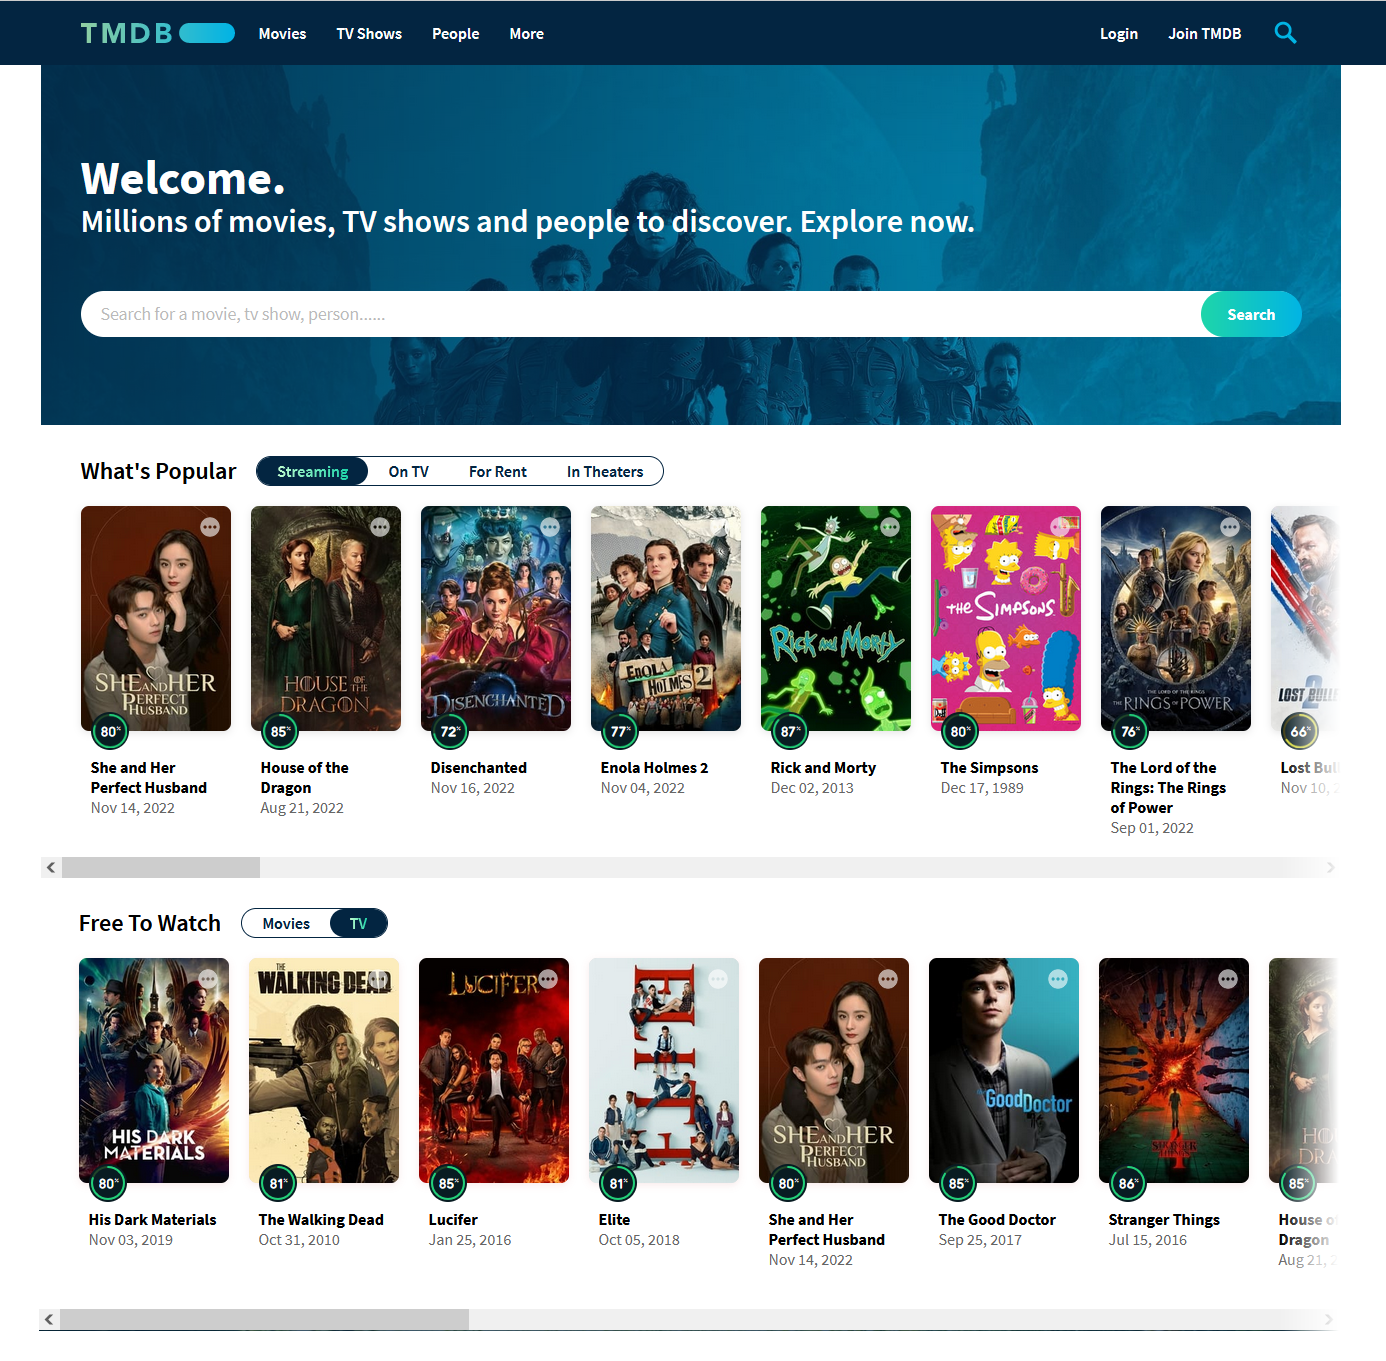 TMDB
Movies TV Shows People More
Login Join TMDB
Welcome.
Millions of movies, TV shows and people to discover. Explore now.
Search for a movie, tv show, person......
Search
What's Popular Streaming On TV For Rent In Theaters
SHE AND HER
PERFECT
HUSBAND
HOUSE OF THE
DRAGON
DISENCHANTED
ENOLA
HOLMES 2
RICK AND MORTY
THE SIMPSONS
THE LORD OF THE RINGS
THE RINGS OF POWER
LOST BULLE
2
80% 85% 72% 77% 87% 80% 76% 66%
She and Her
Perfect Husband
Nov 14, 2022
House of the
Dragon
Aug 21, 2022
Disenchanted
Nov 16, 2022
Enola Holmes 2
Nov 04, 2022
Rick and Morty
Dec 02, 2013
The Simpsons
Dec 17, 1989
The Lord of the
Rings: The Rings
of Power
Sep 01, 2022
Lost Bul
Nov 10, 2
Free To Watch Movies TV
HIS DARK
MATERIALS
THE
WALKING DEAD
LUCIFER
ELITE
SHE AND HER
PERFECT
HUSBAND
THE GOOD DOCTOR
STRANGER
THINGS
4
HO
DRA
80% 81% 85% 81% 80% 85% 86% 85%
His Dark Materials
Nov 03, 2019
The Walking Dead
Oct 31, 2010
Lucifer
Jan 25, 2016
Elite
Oct 05, 2018
She and Her
Perfect Husband
Nov 14, 2022
The Good Doctor
Sep 25, 2017
Stranger Things
Jul 15, 2016
House o
Dragon
Aug 21, 2